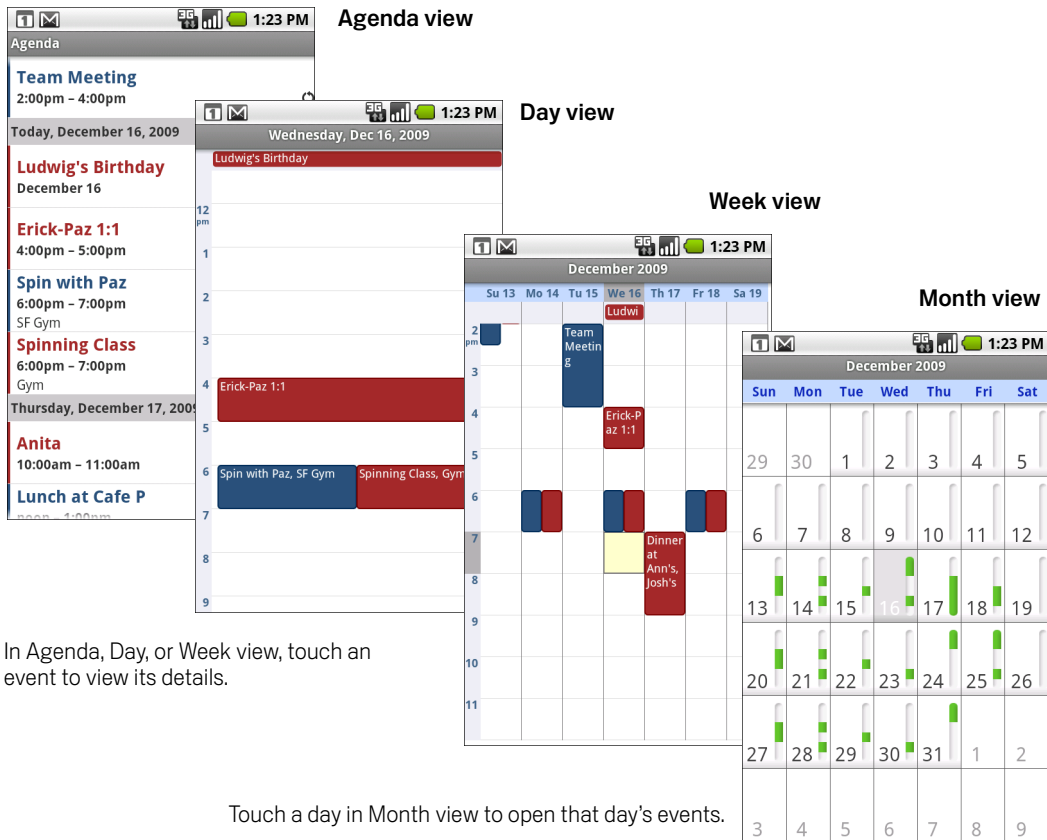 Agenda view
1 3G 1:23 PM
Agenda
Team Meeting
2:00pm – 4:00pm
Today, December 16, 2009
Ludwig's Birthday
December 16
Erick-Paz 1:1
4:00pm – 5:00pm
Spin with Paz
6:00pm – 7:00pm
SF Gym
Spinning Class
6:00pm – 7:00pm
Gym
Thursday, December 17, 2009
Anita
10:00am – 11:00am
Lunch at Cafe P
noon – 1:00pm
Day view
1 3G 1:23 PM
Wednesday, Dec 16, 2009
Ludwig's Birthday
12
pm
1
2
3
4 Erick-Paz 1:1
5
6 Spin with Paz, SF Gym Spinning Class, Gym
7
8
9
Week view
1 3G 1:23 PM
December 2009
Su 13 Mo 14 Tu 15 We 16 Th 17 Fr 18 Sa 19
Ludwi
2 Team
pm Meetin
g
3
4 Erick-P
az 1:1
5
6
7 Dinner
at
Ann's,
8 Josh's
9
10
11
Month view
1 3G 1:23 PM
December 2009
Sun Mon Tue Wed Thu Fri Sat
29 30 1 2 3 4 5
6 7 8 9 10 11 12
13 14 15 16 17 18 19
20 21 22 23 24 25 26
27 28 29 30 31 1 2
3 4 5 6 7 8 9
In Agenda, Day, or Week view, touch an
event to view its details.
Touch a day in Month view to open that day's events.